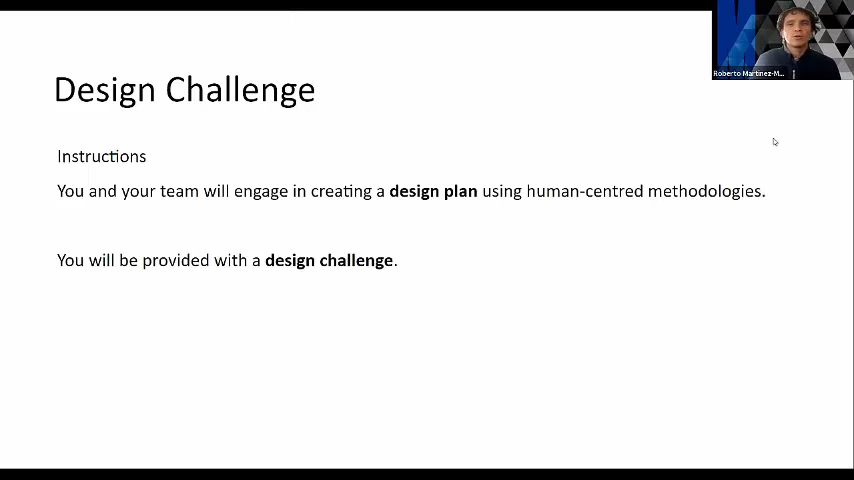 Roberto Martinez-M...
Design Challenge
Instructions
You and your team will engage in creating a design plan using human-centred methodologies.
You will be provided with a design challenge.